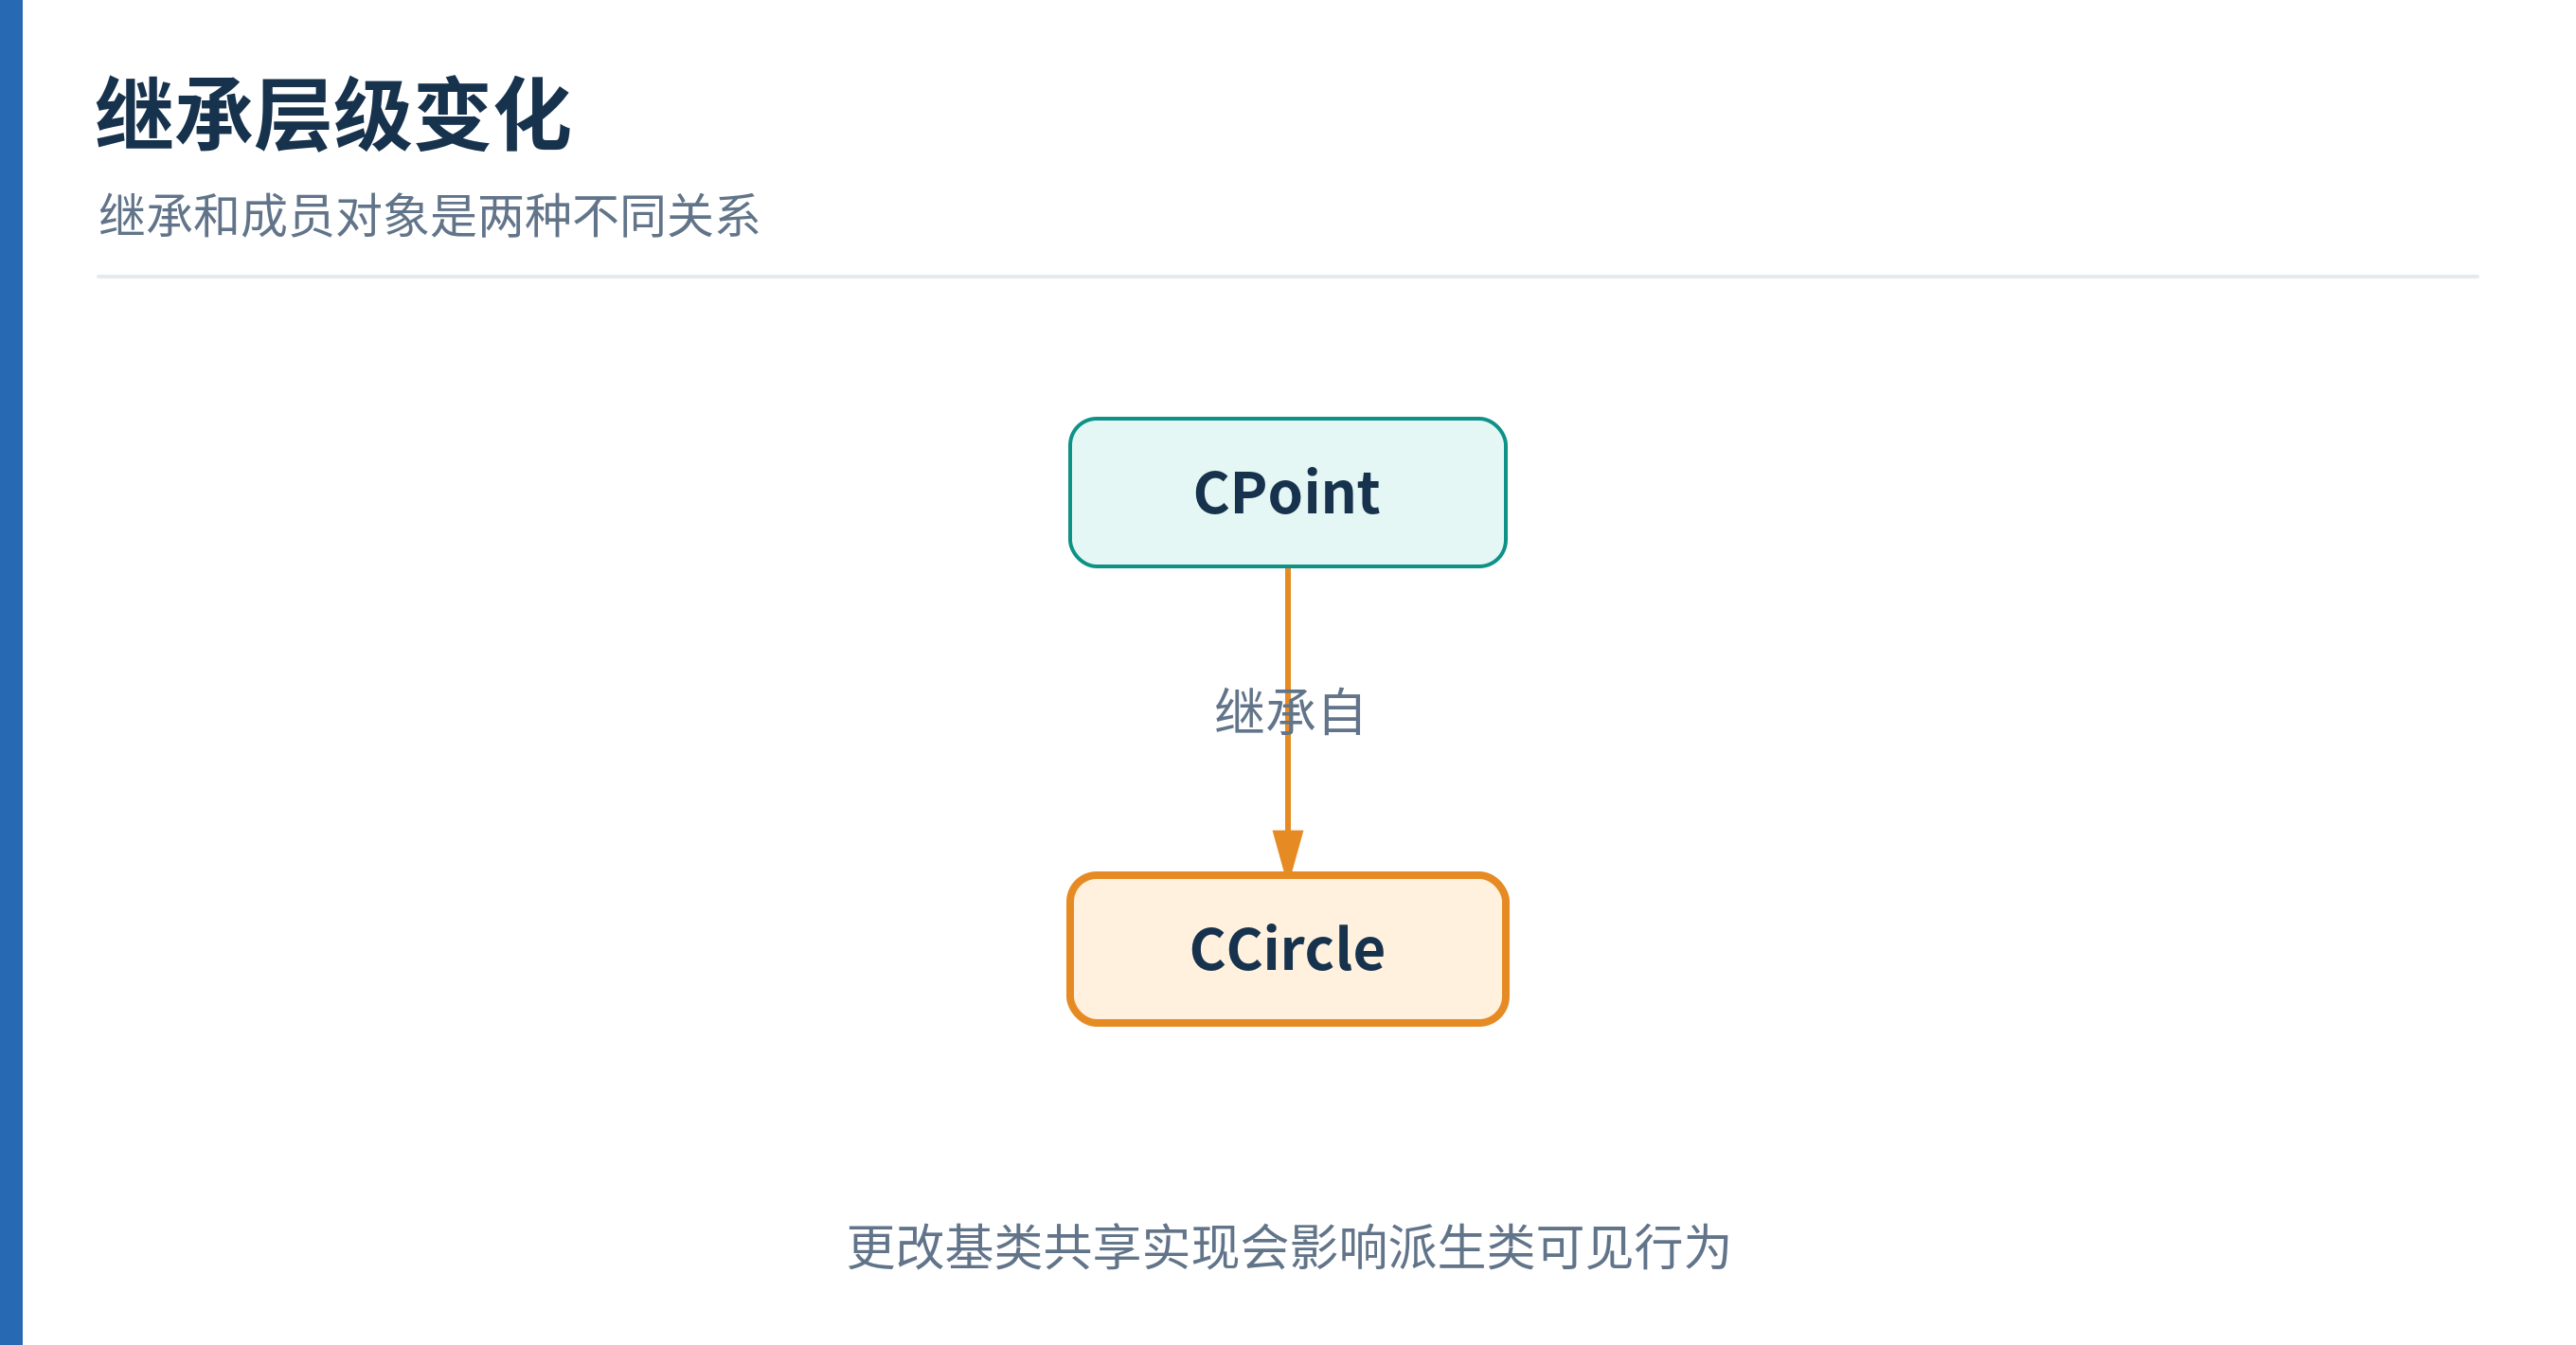 继承层级变化
继承和成员对象是两种不同关系
CPoint
继承自
CCircle
更改基类共享实现会影响派生类可见行为